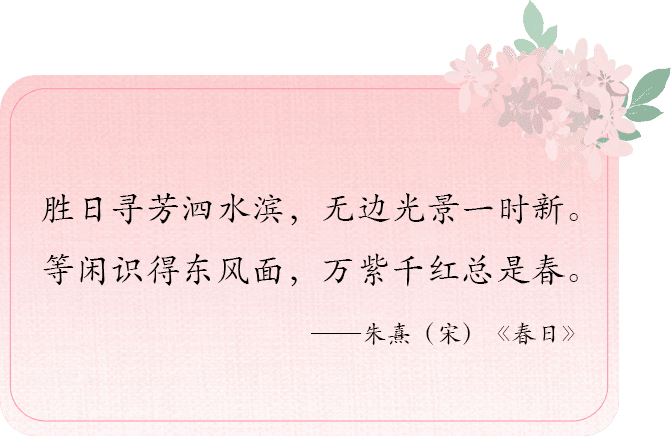 胜日寻芳泗水滨，无边光景一时新。
等闲识得东风面，万紫千红总是春。
——朱熹（宋）《春日》